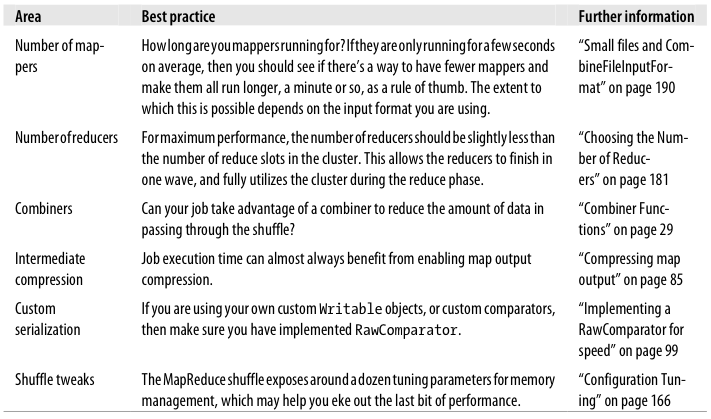 Area Best practice Further information
Number of map-
pers
How long are you mappers running for? If they are only running for a few seconds
on average, then you should see if there's a way to have fewer mappers and
make them all run longer, a minute or so, as a rule of thumb. The extent to
which this is possible depends on the input format you are using.
“Small files and Com-
bineFileInputFor-
mat” on page 190
Number of reducers
For maximum performance, the number of reducers should be slightly less than
the number of reduce slots in the cluster. This allows the reducers to finish in
one wave, and fully utilizes the cluster during the reduce phase.
“Choosing the Num-
ber of Reduc-
ers” on page 181
Combiners
Can your job take advantage of a combiner to reduce the amount of data in
passing through the shuffle?
“Combiner Func-
tions” on page 29
Intermediate
compression
Job execution time can almost always benefit from enabling map output
compression.
“Compressing map
output” on page 85
Custom
serialization
If you are using your own custom Writable objects, or custom comparators,
then make sure you have implemented RawComparator.
“Implementing a
RawComparator for
speed” on page 99
Shuffle tweaks
The MapReduce shuffle exposes around a dozen tuning parameters for memory
management, which may help you eke out the last bit of performance.
“Configuration Tun-
ing” on page 166